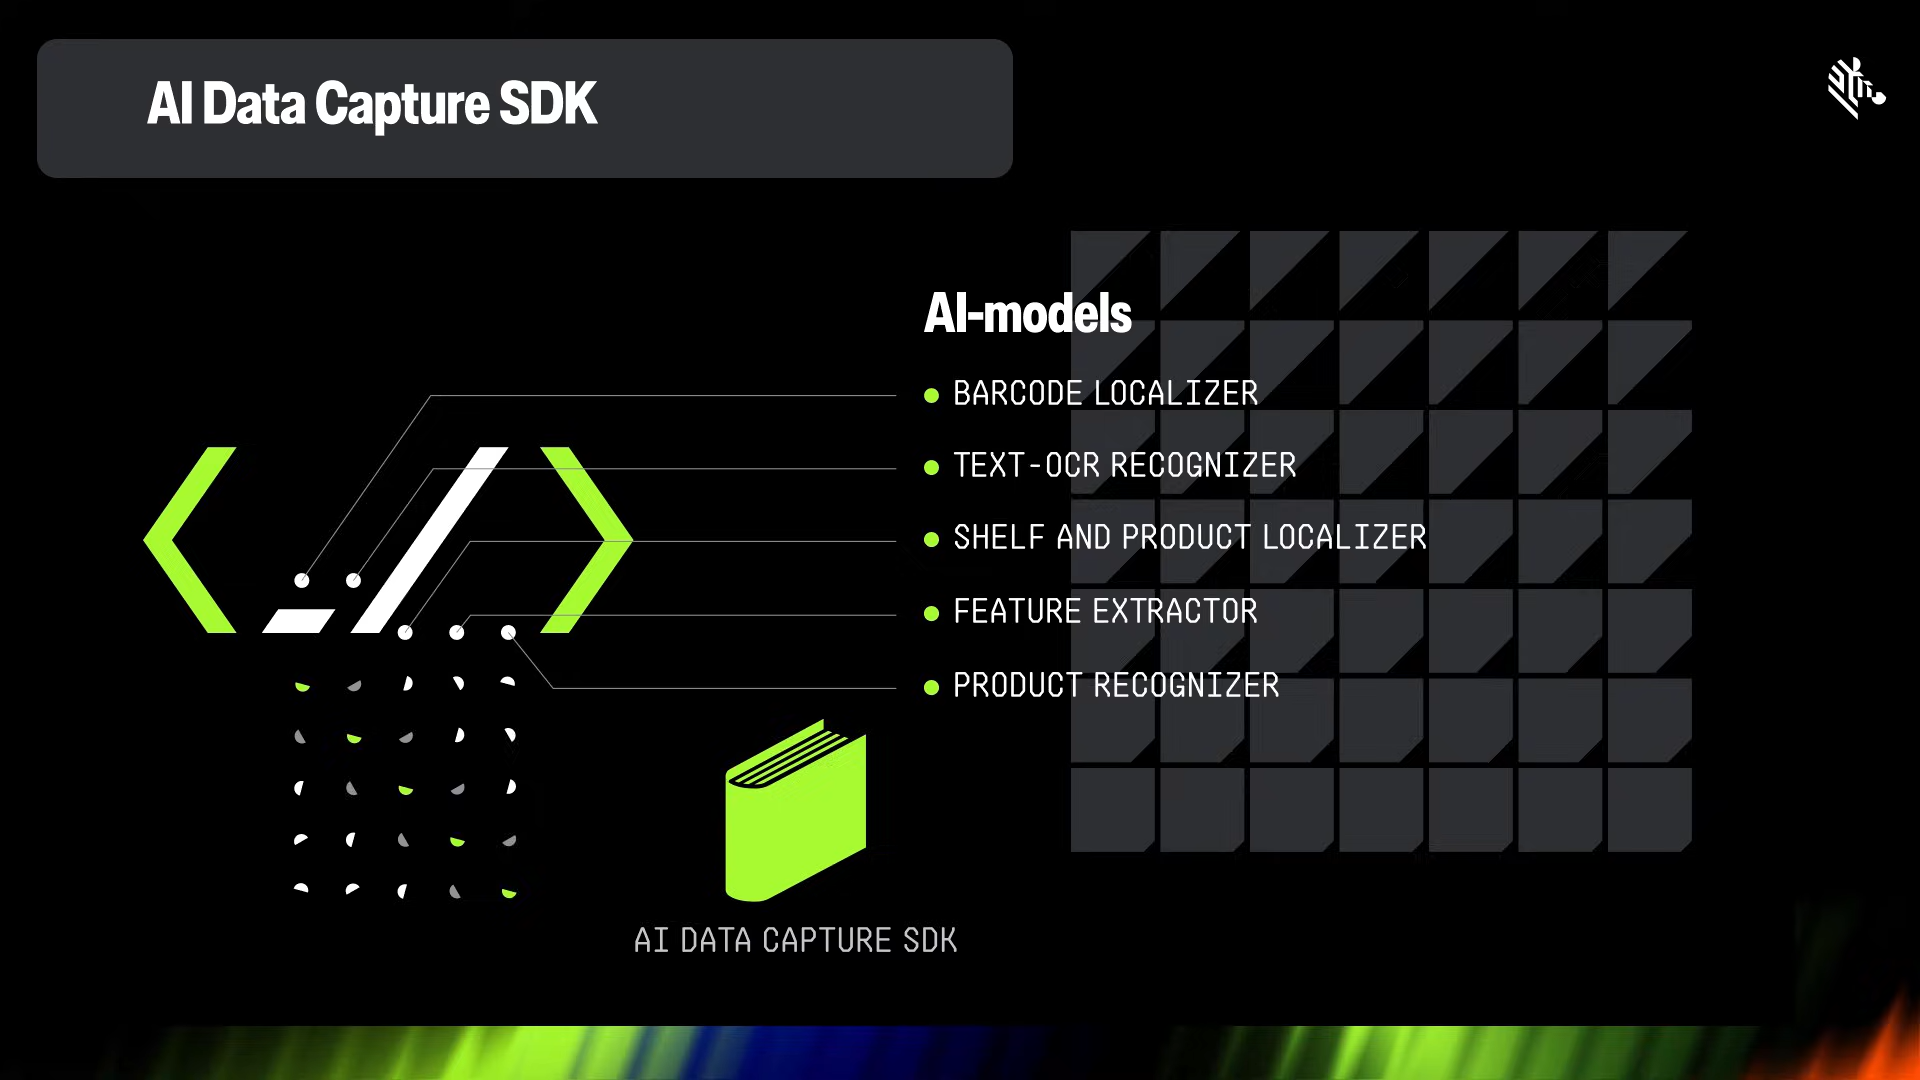 AI Data Capture SDK
AI-models
BARCODE LOCALIZER
TEXT-OCR RECOGNIZER
SHELF AND PRODUCT LOCALIZER
FEATURE EXTRACTOR
PRODUCT RECOGNIZER
AI DATA CAPTURE SDK